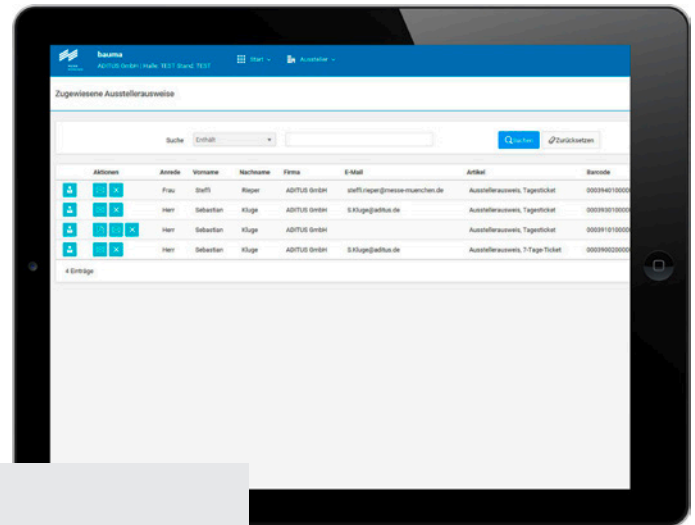 bauma
ADITUS GmbH | Halle: TEST Stand: TEST
Start
Aussteller
Zugewiesene Ausstellerausweise
Suche Enthält Suchen Zurücksetzen
Aktionen Anrede Vorname Nachname Firma E-Mail Artikel Barcode
Frau Steffi Rieper ADITUS GmbH steffi.rieper@messe-muenchen.de Ausstellerausweis, Tagesticket
Herr Sebastian Kluge ADITUS GmbH S.Kluge@aditus.de Ausstellerausweis, Tagesticket
Herr Sebastian Kluge ADITUS GmbH Ausstellerausweis, Tagesticket
Herr Sebastian Kluge ADITUS GmbH S.Kluge@aditus.de Ausstellerausweis, 7-Tage-Ticket
4 Einträge